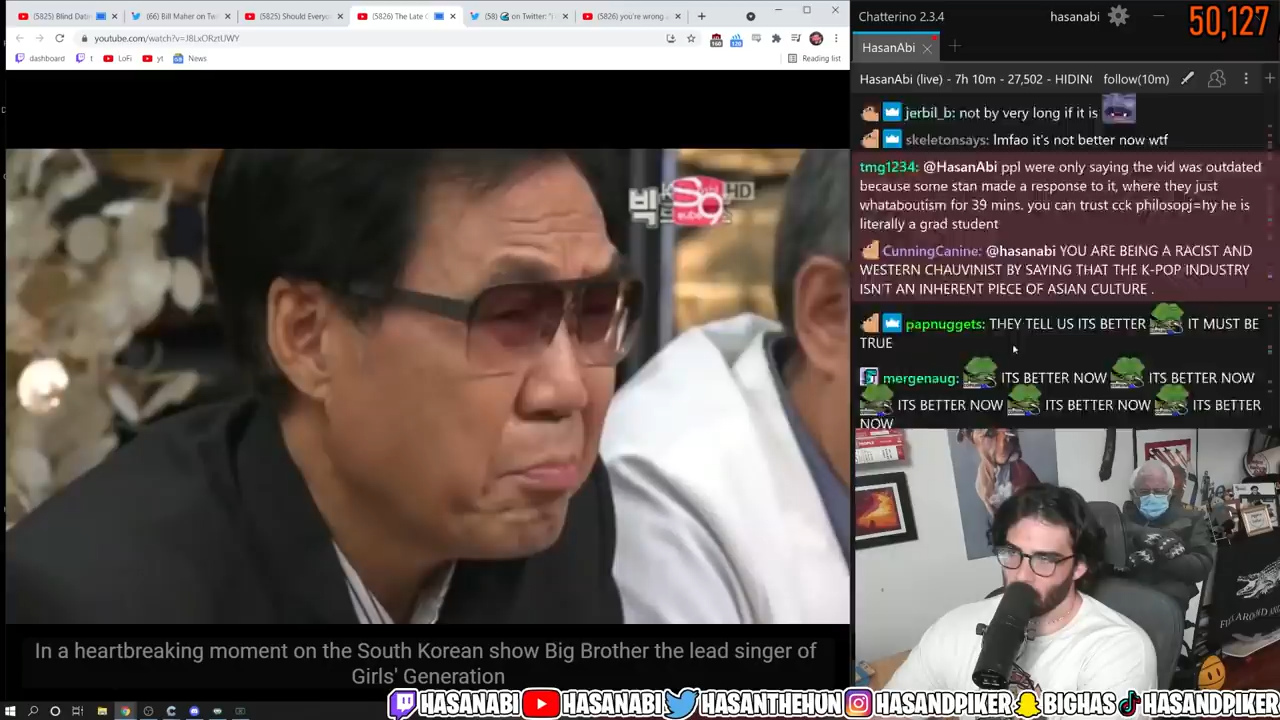 (5825) Blind Date
(66) Bill Maher on Tw
(5825) Should Everyo
(5826) The Late
(58) on Twitter: "
(5826) you're wrong
youtube.com/watch?v=J8LxORztUWY
dashboard
t
LoFi
yt
News
Reading list
160
120
HD
In a heartbreaking moment on the South Korean show Big Brother the lead singer of
Girls' Generation
Chatterino 2.3.4
hasanabi
50,127
HasanAbi
HasanAbi (live) - 7h 10m - 27,502 - HIDIN
follow(10m)
jerbil_b: not by very long if it is
skeletonsays: lmfao it's not better now wtf
tmg1234: @HasanAbi ppl were only saying the vid was outdated
because some stan made a response to it, where they just
whataboutism for 39 mins. you can trust cck philosopj=hy he is
literally a grad student
CunningCanine: @hasanabi YOU ARE BEING A RACIST AND
WESTERN CHAUVINIST BY SAYING THAT THE K-POP INDUSTRY
ISN'T AN INHERENT PIECE OF ASIAN CULTURE .
papnuggets: THEY TELL US ITS BETTER IT MUST BE
TRUE
mergenaug: ITS BETTER NOW ITS BETTER NOW
ITS BETTER NOW ITS BETTER NOW ITS BETTER
NOW
HASANABI HASANABI HASANTHEHUN HASANDPIKER BIGHAS HASANDPIKER